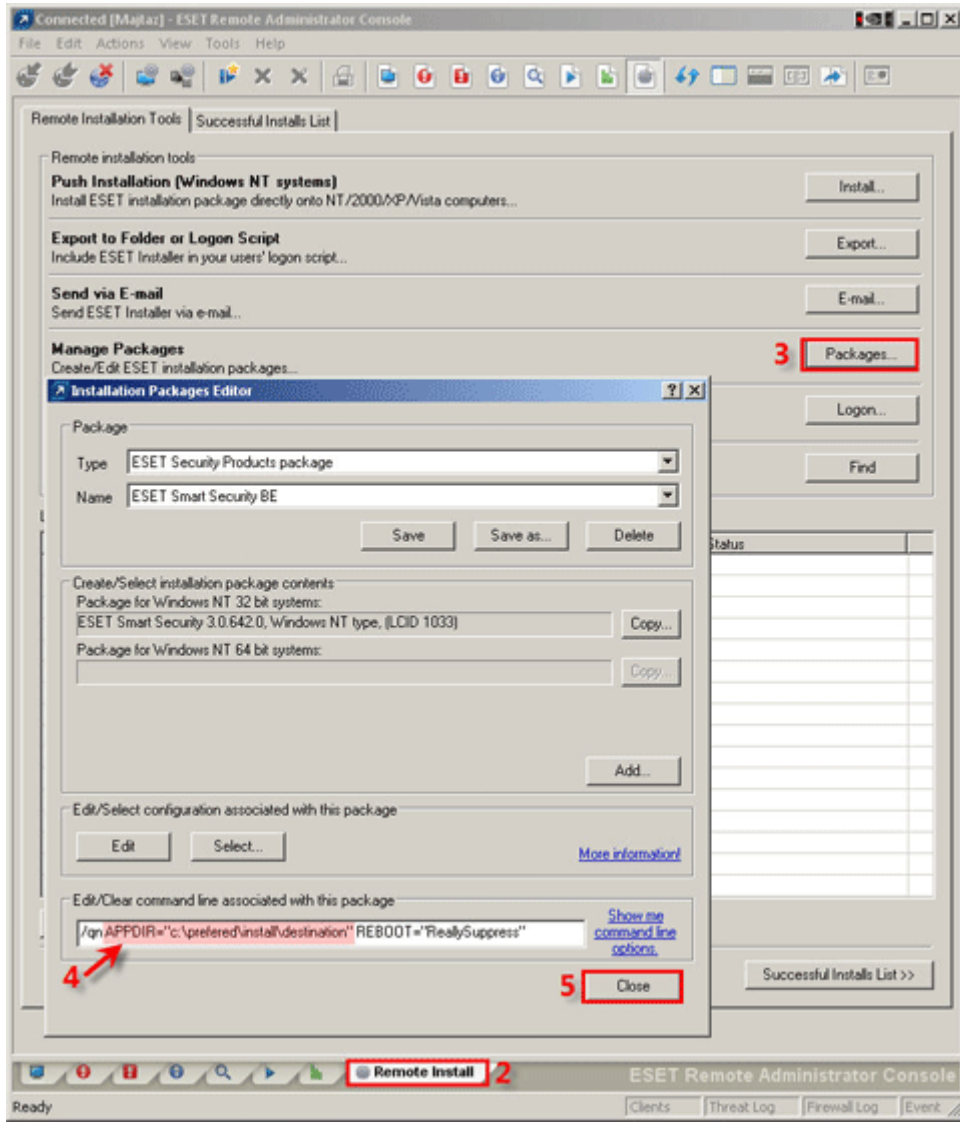 Connected [Majtaz] - ESET Remote Administrator Console
File Edit Actions View Tools Help
Remote Installation Tools Successful Installs List
Remote installation tools
Push Installation (Windows NT systems)
Install ESET installation package directly onto NT/2000/XP/Vista computers...
Install...
Export to Folder or Logon Script
Include ESET Installer in your users' logon script...
Export...
Send via E-mail
Send ESET Installer via e-mail...
E-mail...
Manage Packages
Create/Edit ESET installation packages...
3 Packages...
Logon...
Find
Status
Installation Packages Editor
Package
Type ESET Security Products package
Name ESET Smart Security BE
Save Save as... Delete
Create/Select installation package contents
Package for Windows NT 32 bit systems:
ESET Smart Security 3.0.642.0, Windows NT type, (LCID 1033) Copy...
Package for Windows NT 64 bit systems:
Copy...
Add...
Edit/Select configuration associated with this package
Edit Select... More information!
Edit/Clear command line associated with this package
/qn APPDIR="c:\prefered\install\destination" REBOOT="ReallySuppress"
Show me
command line
options.
4
5 Close
Successful Installs List >>
Remote Install 2
ESET Remote Administrator Console
Ready Clients Threat Log Firewall Log Event